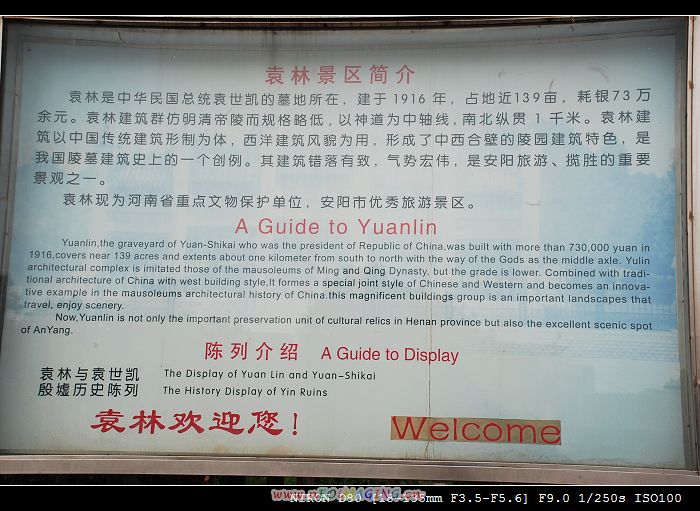 袁林景区简介
袁林是中华民国总统袁世凯的墓地所在，建于1916年，占地近139亩，耗银73万
余元。袁林建筑群仿明清帝陵而规格略低，以神道为中轴线，南北纵贯1千米。袁林建
筑以中国传统建筑形制为体，西洋建筑风貌为用，形成了中西合璧的陵园建筑特色，是
我国陵墓建筑史上的一个创例。其建筑错落有致，气势宏伟，是安阳旅游、揽胜的重要
景观之一。
袁林现为河南省重点文物保护单位，安阳市优秀旅游景区。
A Guide to Yuanlin
Yuanlin,the graveyard of Yuan-Shikai who was the president of Republic of China,was built with more than 730,000 yuan in
1916,covers near 139 acres and extents about one kilometer from south to north with the way of the Gods as the middle axle. Yulin
architectural complex is imitated those of the mausoleums of Ming and Qing Dynasty, but the grade is lower. Combined with tradi-
tional architecture of China with west building style,It formes a special joint style of Chinese and Western and becomes an innova-
tive example in the mausoleums architectural history of China.this magnificent buildings group is an important landscapes that
travel, enjoy scenery.
Now,Yuanlin is not only the important preservation unit of cultural relics in Henan province but also the excellent scenic spot
of AnYang.
陈列介绍 A Guide to Display
袁林与袁世凯 The Display of Yuan Lin and Yuan-Shikai
殷墟历史陈列 The History Display of Yin Ruins
袁林欢迎您！ Welcome
NIKON D80 [18-135mm F3.5-F5.6] F9.0 1/250s ISO100